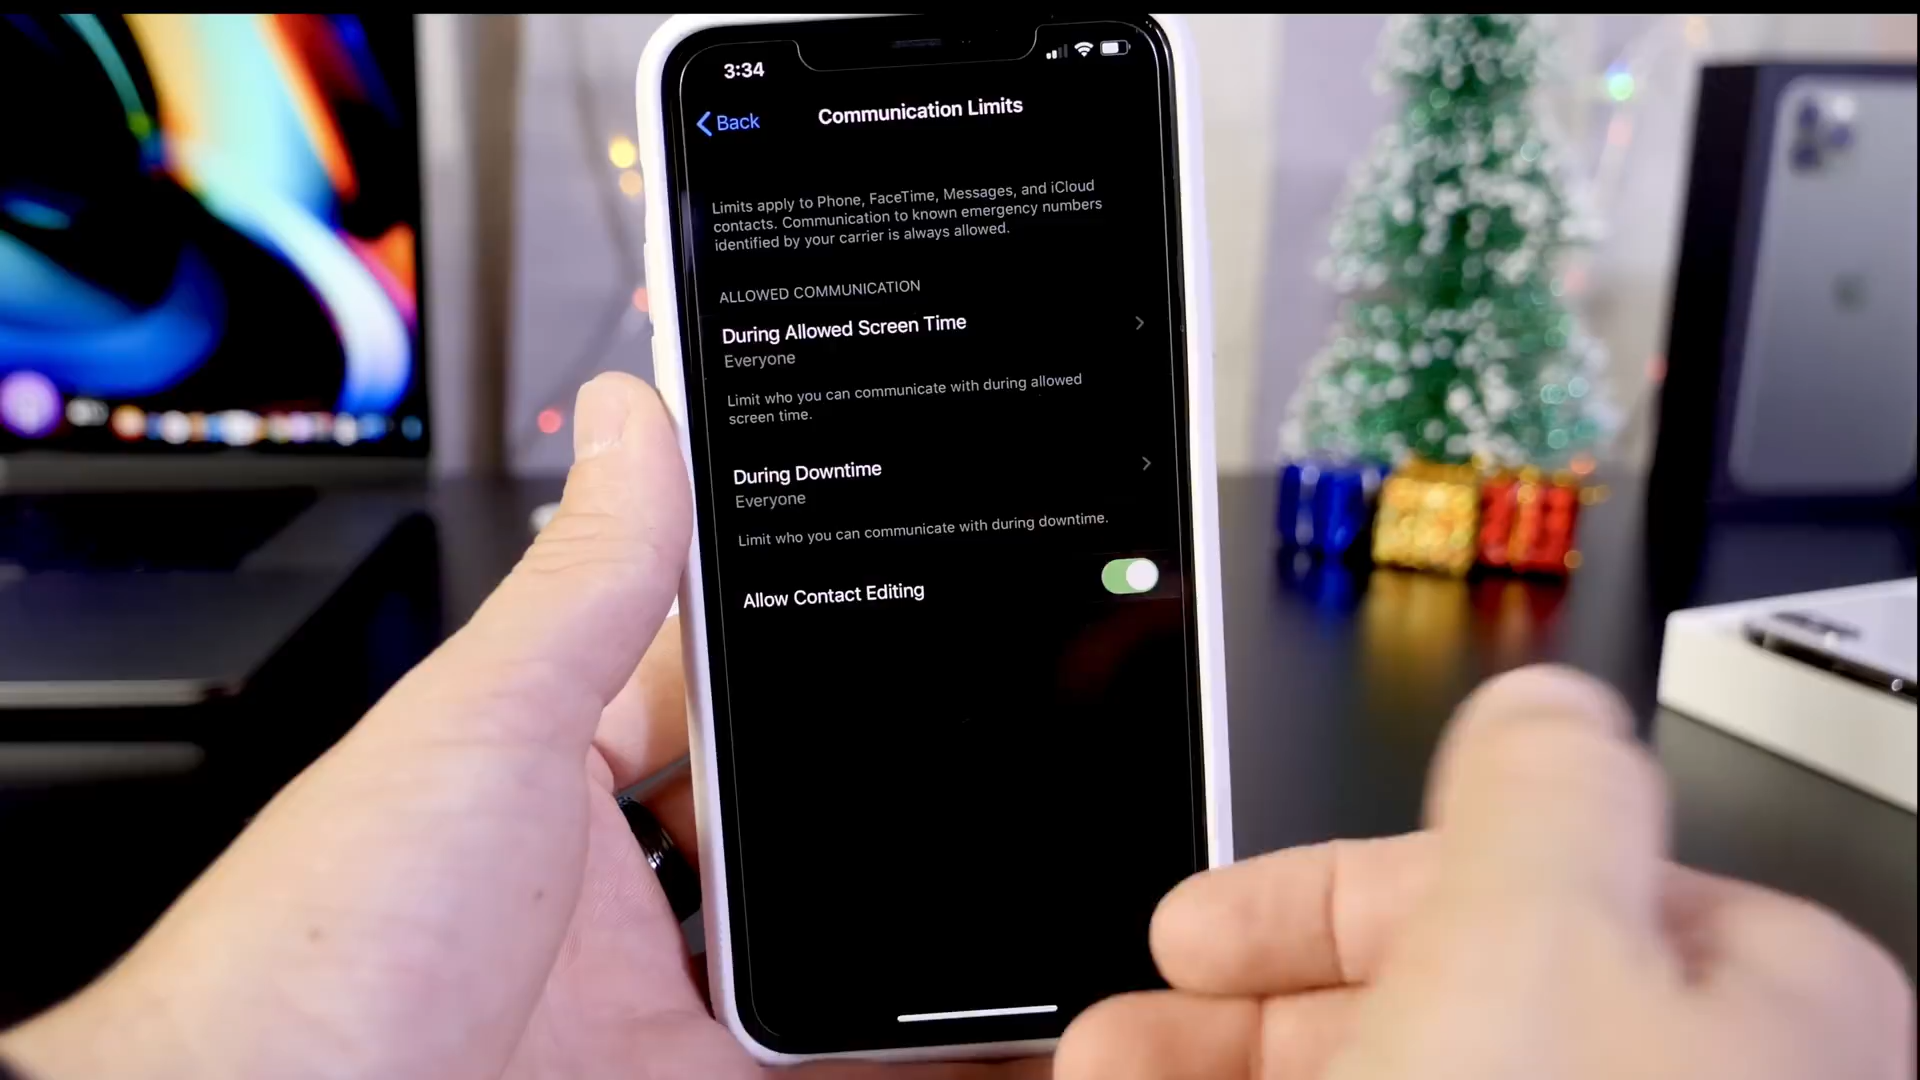 3:34
Back
Communication Limits
Limits apply to Phone, FaceTime, Messages, and iCloud
contacts. Communication to known emergency numbers
identified by your carrier is always allowed.
ALLOWED COMMUNICATION
During Allowed Screen Time
Everyone
Limit who you can communicate with during allowed
screen time.
During Downtime
Everyone
Limit who you can communicate with during downtime.
Allow Contact Editing